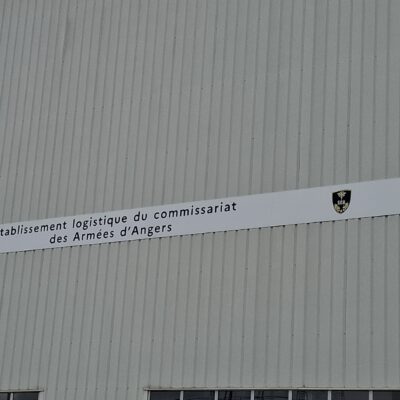 tablissement logistique du commissariat
des Armées d'Angers